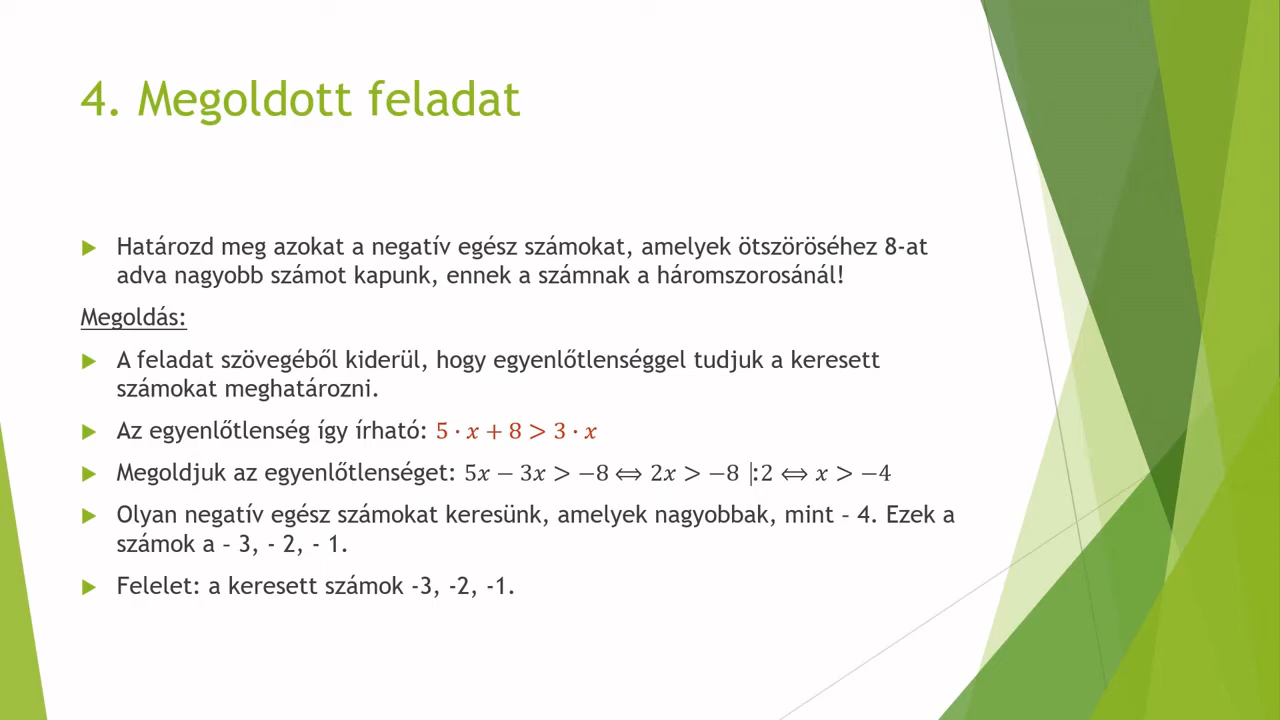 4. Megoldott feladat
Határozd meg azokat a negatív egész számokat, amelyek ötszöröséhez 8-at
adva nagyobb számot kapunk, ennek a számnak a háromszorosánál!
Megoldás:
A feladat szövegéből kiderül, hogy egyenlőtlenséggel tudjuk a keresett
számokat meghatározni.
Az egyenlőtlenség így írható: 5 · x + 8 > 3 · x
Megoldjuk az egyenlőtlenséget: 5x − 3x > −8 ⟺ 2x > −8 |:2 ⟺ x > −4
Olyan negatív egész számokat keresünk, amelyek nagyobbak, mint – 4. Ezek a
számok a – 3, - 2, - 1.
Felelet: a keresett számok -3, -2, -1.